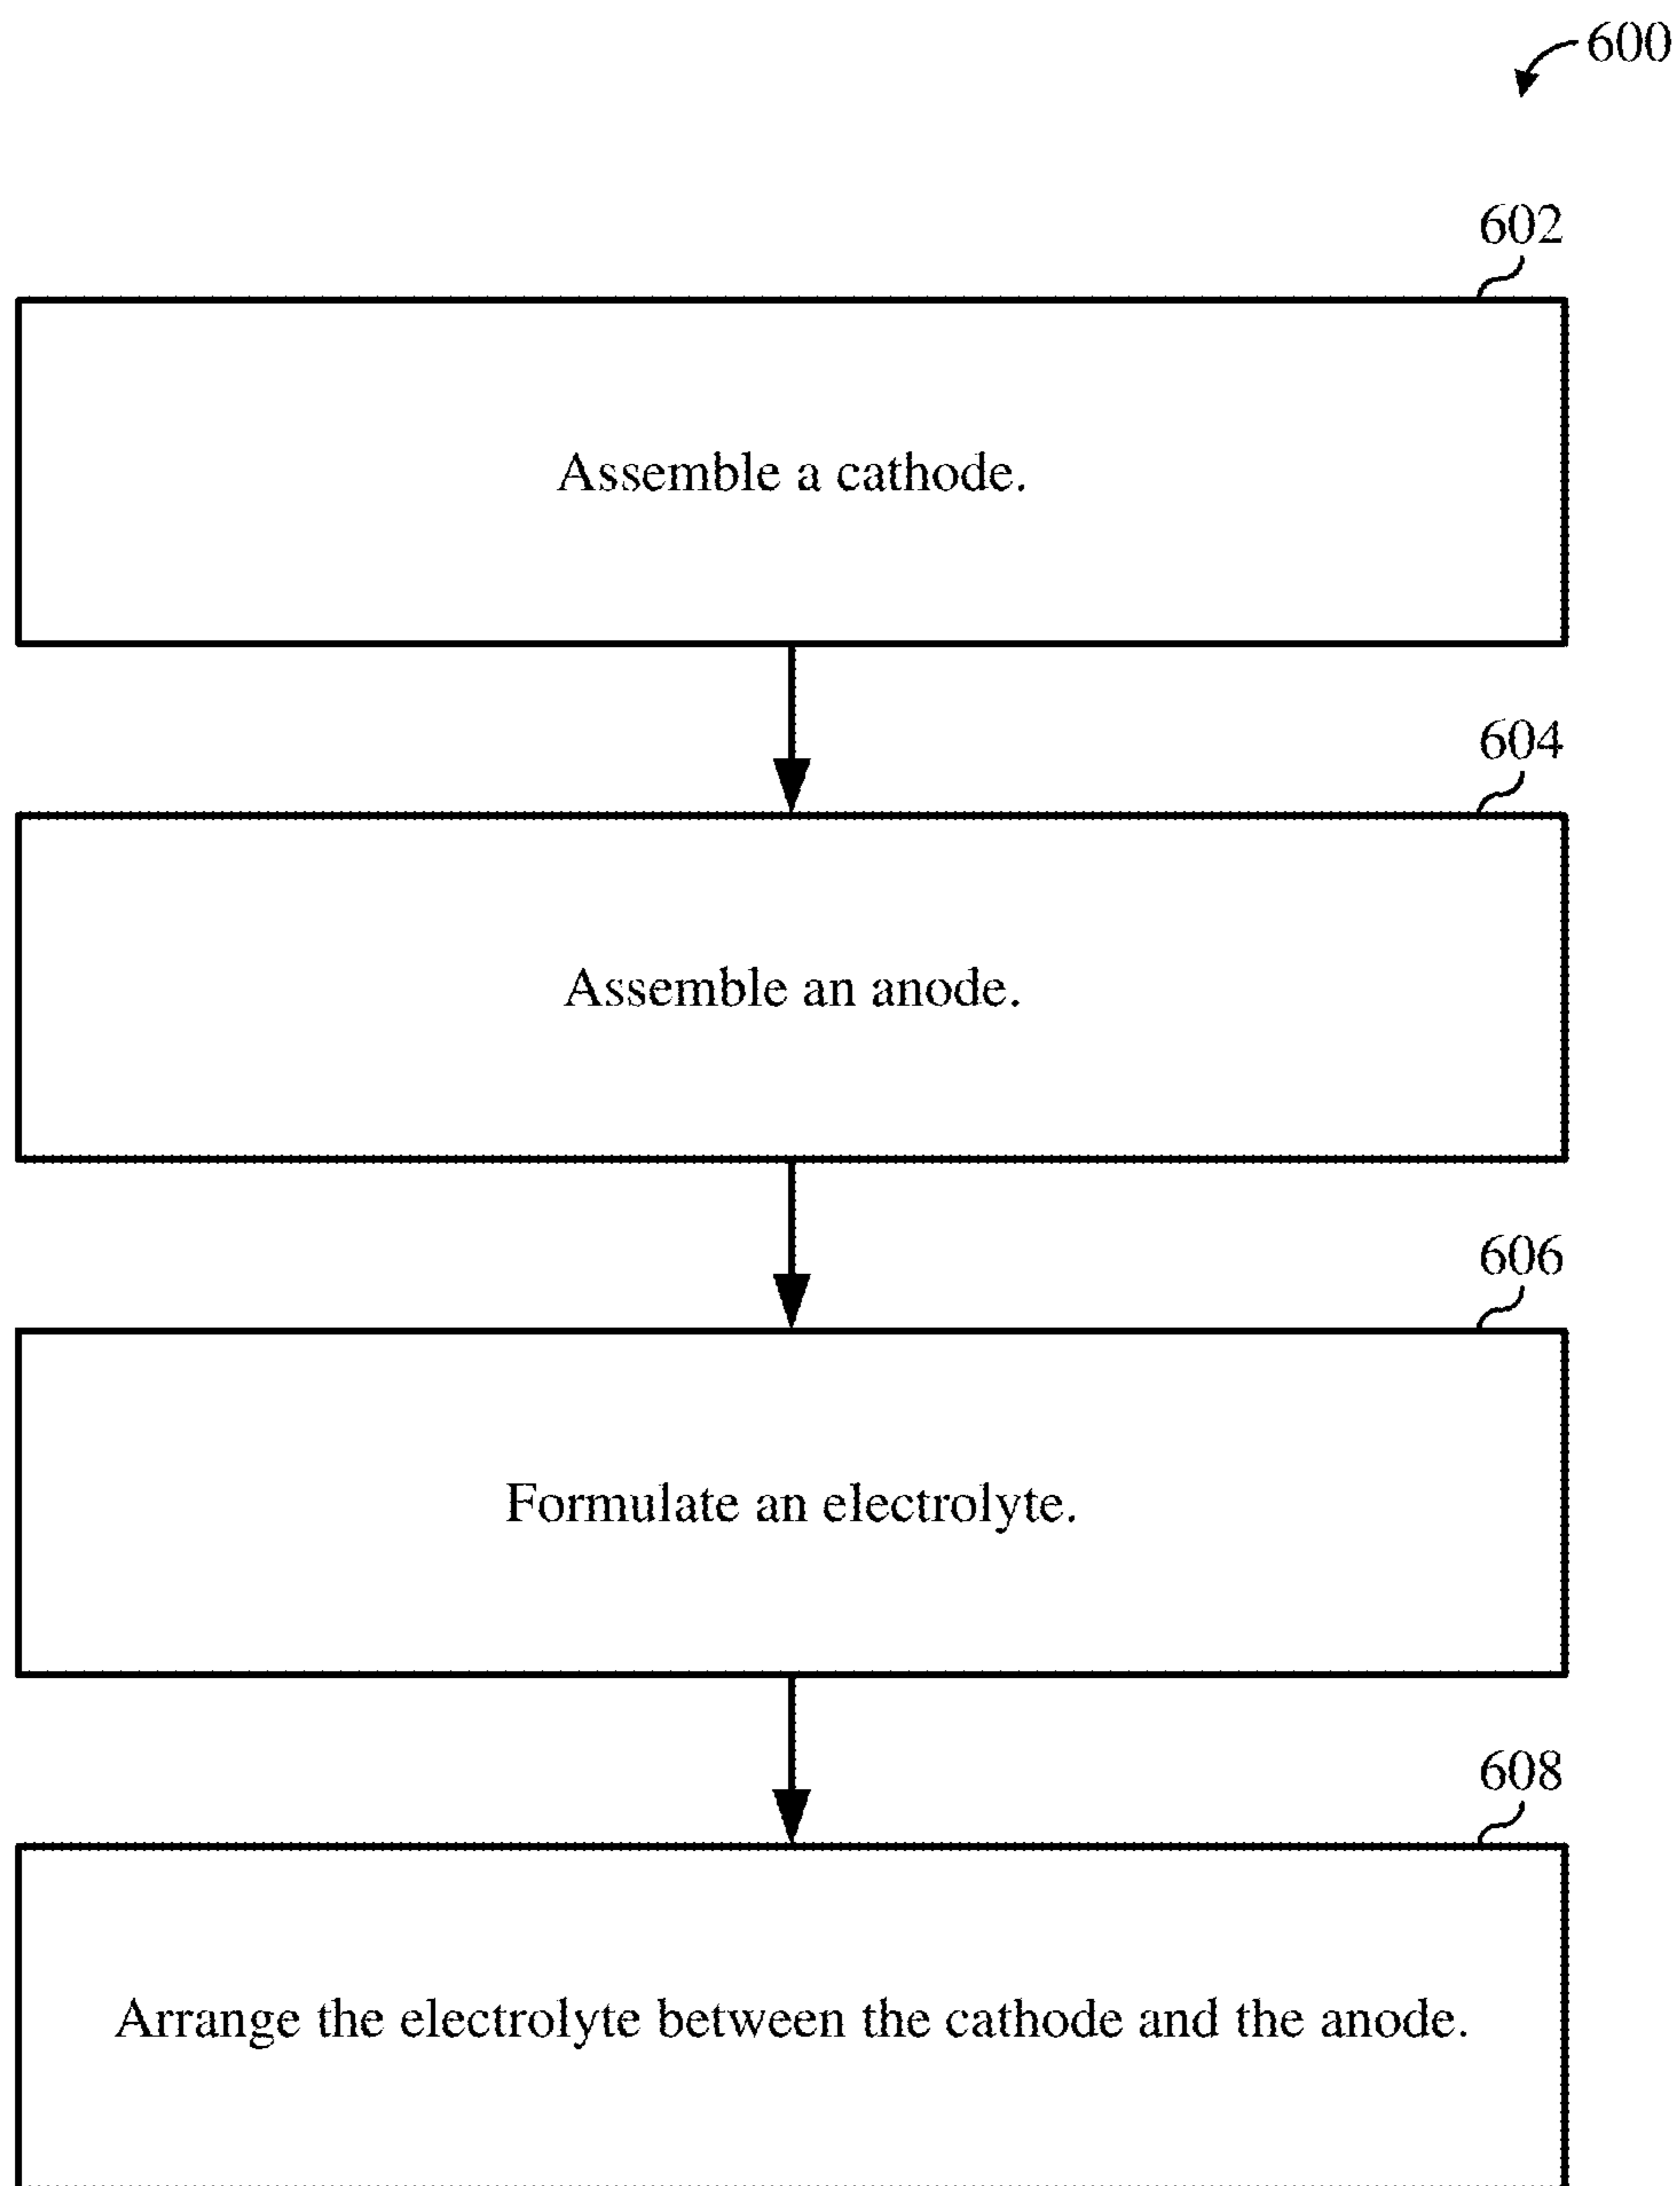 600
602
Assemble a cathode.
604
Assemble an anode.
606
Formulate an electrolyte.
608
Arrange the electrolyte between the cathode and the anode.